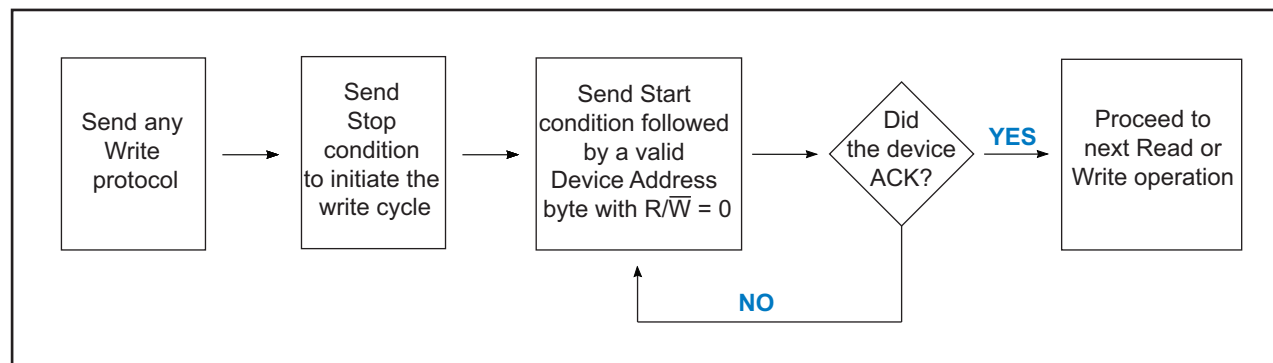 Send any
Write
protocol
Send
Stop
condition
to initiate the
write cycle
Send Start
condition followed
by a valid
Device Address
byte with R/W̅ = 0
Did
the device
ACK?
YES
NO
Proceed to
next Read or
Write operation